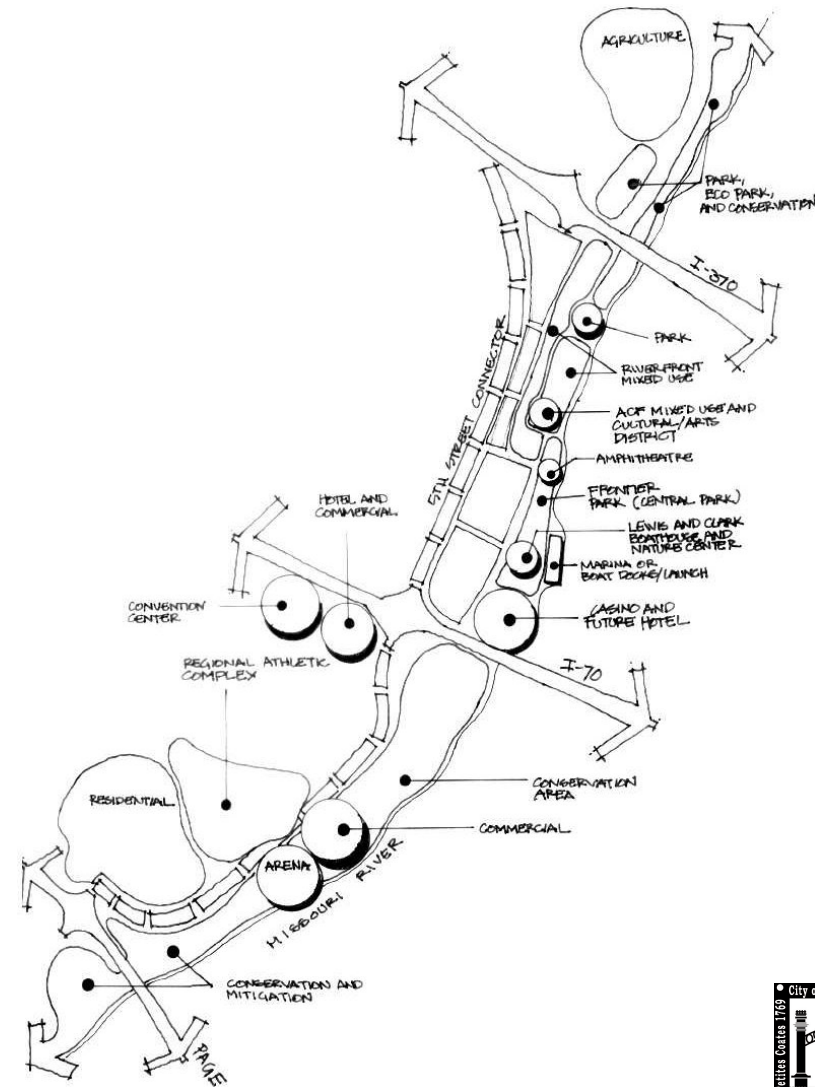 AGRICULTURE
PARK,
ECO PARK,
AND CONSERVATION
I-370
PARK
RIVERFRONT
MIXED USE
5TH STREET CONNECTOR
ACF MIXED USE AND
CULTURAL/ARTS
DISTRICT
AMPHITHEATRE
HOTEL AND
COMMERCIAL
FRONTIER
PARK (CENTRAL PARK)
LEWIS AND CLARK
BOATHOUSE AND
NATURE CENTER
MARINA OR
BOAT DOCKS/LAUNCH
CONVENTION
CENTER
CASINO AND
FUTURE HOTEL
REGIONAL ATHLETIC
COMPLEX
I-70
RESIDENTIAL
CONSERVATION
AREA
COMMERCIAL
ARENA
MISSOURI RIVER
CONSERVATION AND
MITIGATION
PAGE
City
etites Coates 1769